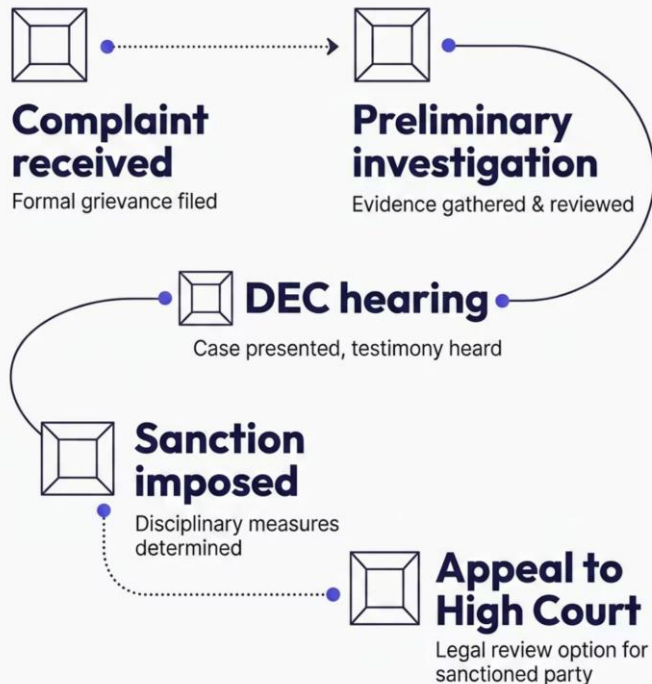 Complaint
received
Formal grievance filed
Preliminary
investigation
Evidence gathered & reviewed
DEC hearing
Case presented, testimony heard
Sanction
imposed
Disciplinary measures
determined
Appeal to
High Court
Legal review option for
sanctioned party